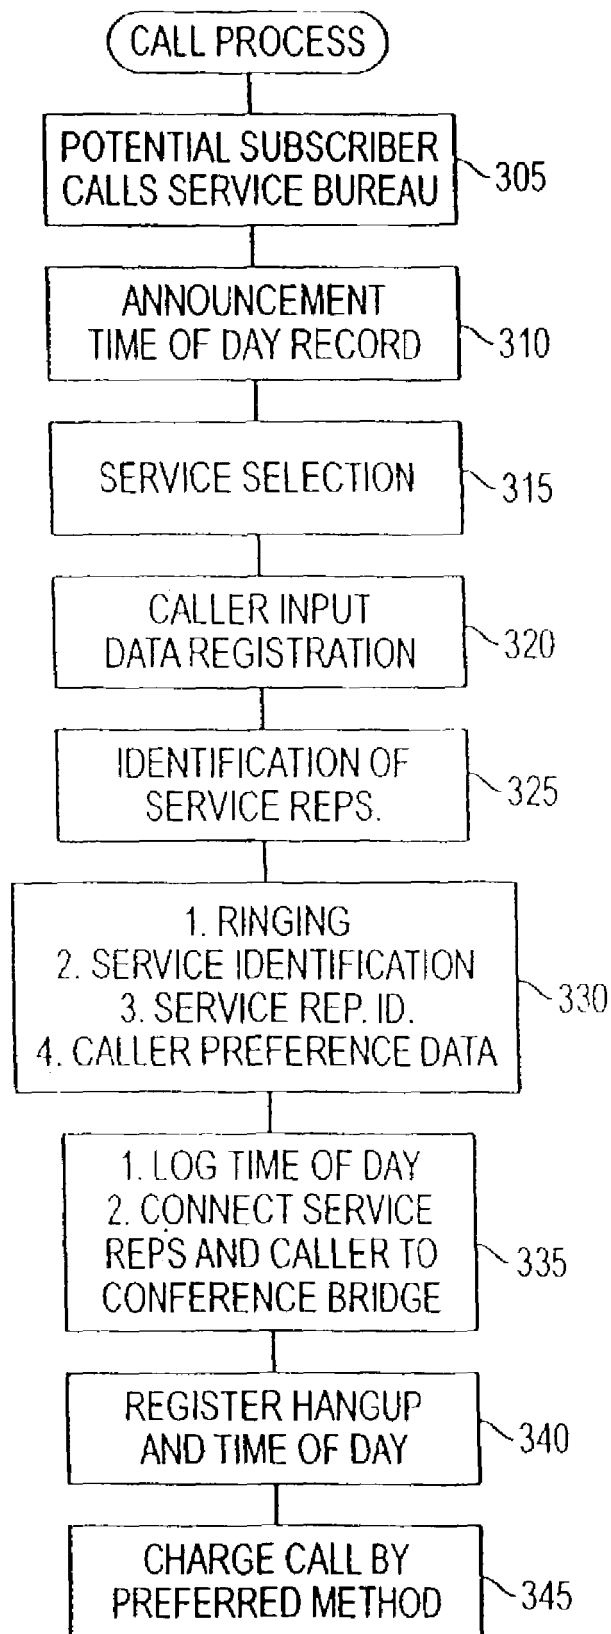 CALL PROCESS
POTENTIAL SUBSCRIBER
CALLS SERVICE BUREAU
305
ANNOUNCEMENT
TIME OF DAY RECORD
310
SERVICE SELECTION
315
CALLER INPUT
DATA REGISTRATION
320
IDENTIFICATION OF
SERVICE REPS.
325
1. RINGING
2. SERVICE IDENTIFICATION
3. SERVICE REP. ID.
4. CALLER PREFERENCE DATA
330
1. LOG TIME OF DAY
2. CONNECT SERVICE
REPS AND CALLER TO
CONFERENCE BRIDGE
335
REGISTER HANGUP
AND TIME OF DAY
340
CHARGE CALL BY
PREFERRED METHOD
345